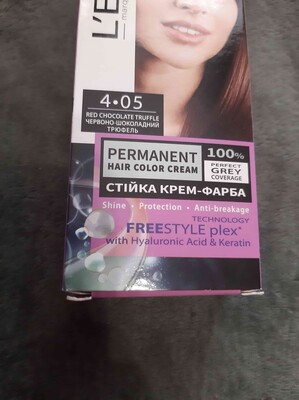 4•05
RED CHOCOLATE TRUFFLE
ЧЕРВОНО-ШОКОЛАДНИЙ
ТРЮФЕЛЬ
PERMANENT
HAIR COLOR CREAM
100%
PERFECT
GREY
COVERAGE
СТІЙКА КРЕМ-ФАРБА
Shine • Protection • Anti-breakage
TECHNOLOGY
FREESTYLE plex*
with Hyaluronic Acid & Keratin